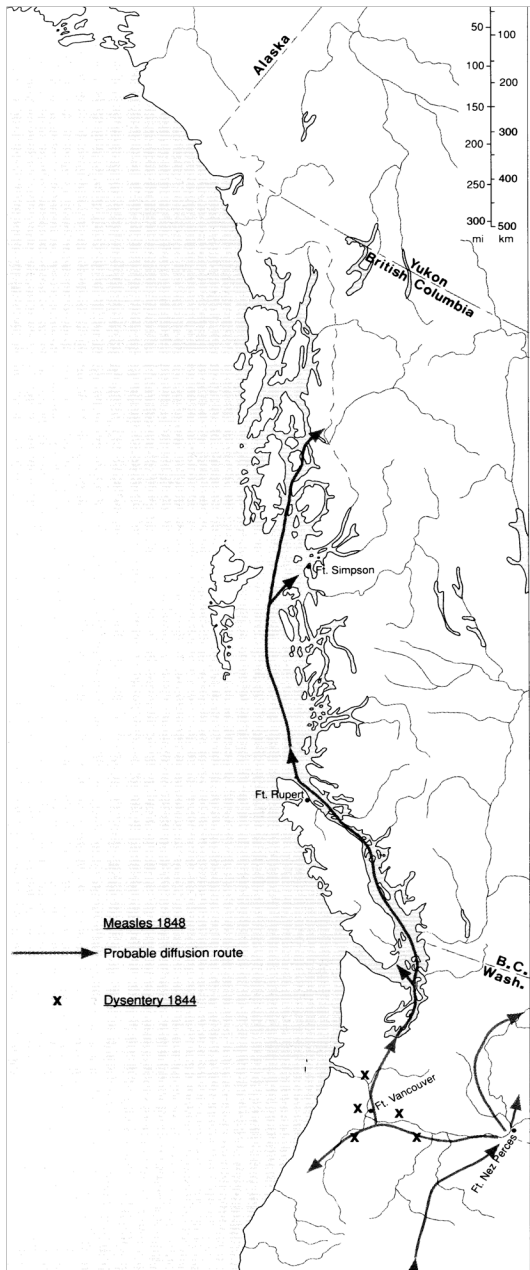 Alaska
50
100
100
200
150
200
300
250
400
300
500
mi
km
Yukon
British Columbia
Ft. Simpson
Ft. Rupert
Measles 1848
Probable diffusion route
B.C.
Wash.
x Dysentery 1844
x
x
Ft. Vancouver
x
x
x
Ft. Nez Perces